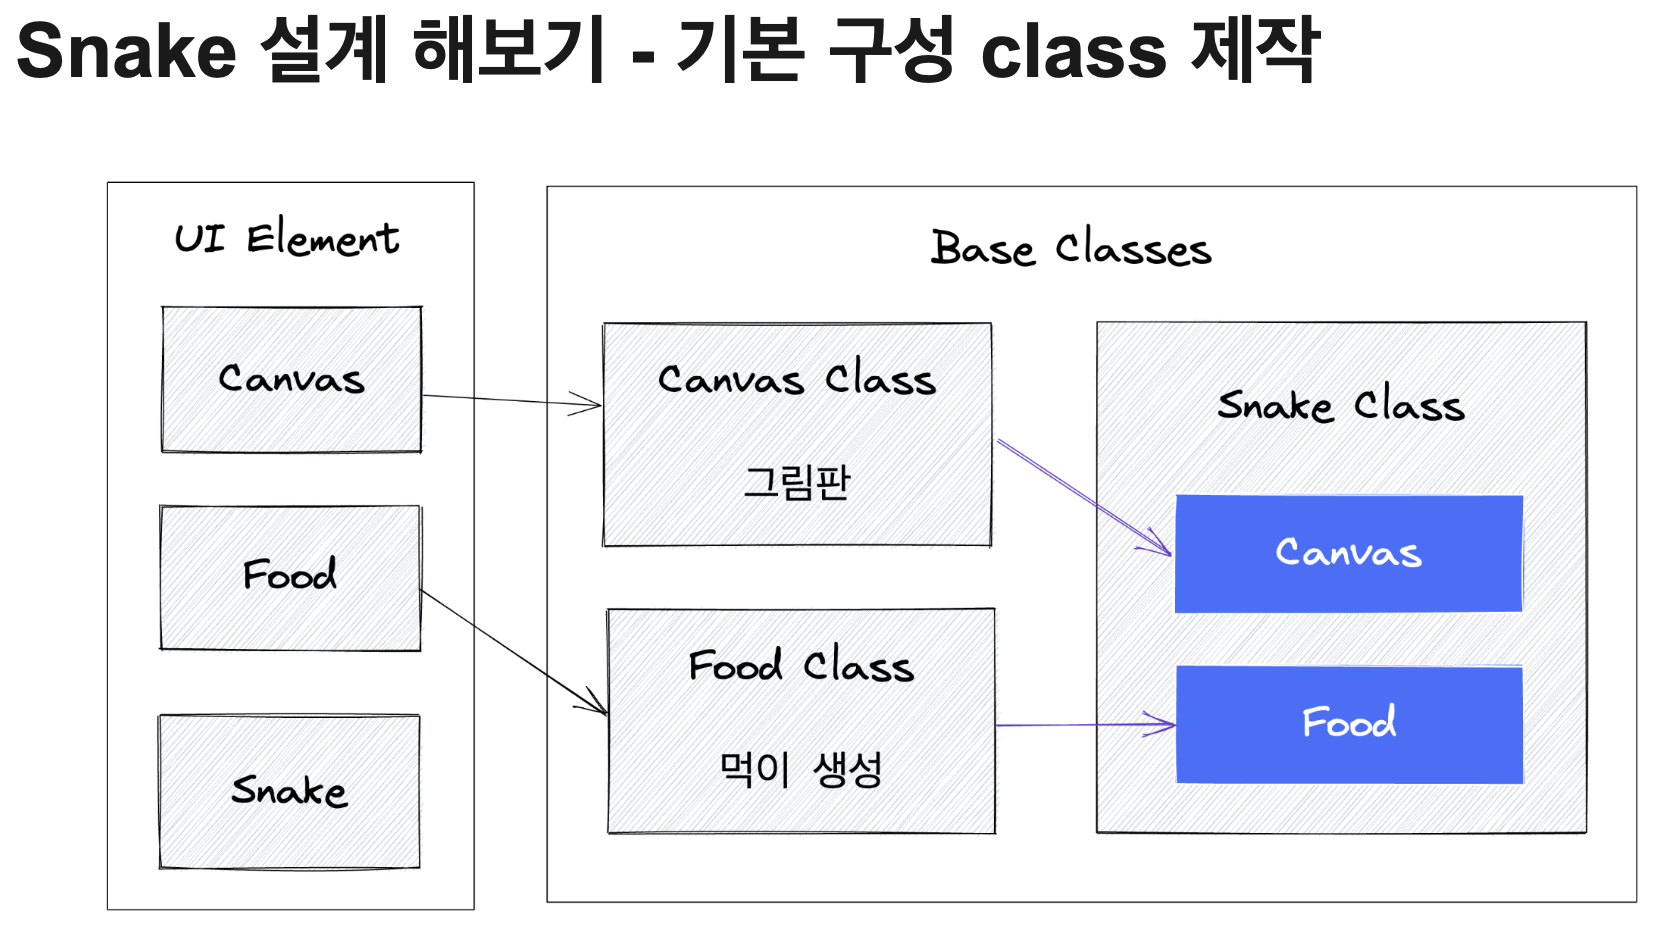 Snake 설계 해보기 - 기본 구성 class 제작
UI Element
Canvas
Food
Snake
Base Classes
Canvas Class
그림판
Food Class
먹이 생성
Snake Class
Canvas
Food